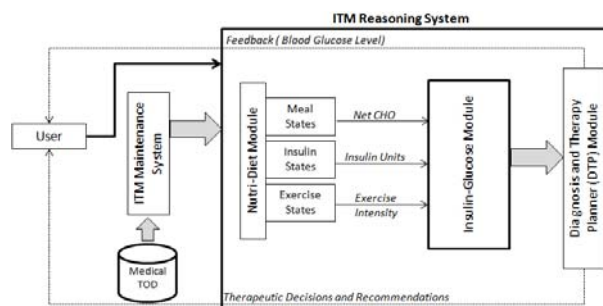 ITM Reasoning System
Feedback ( Blood Glucose Level)
User
ITM Maintenance
System
Medical
TOD
Nutri-Diet Module
Meal
States
Insulin
States
Exercise
States
Net CHO
Insulin Units
Exercise
Intensity
Insulin-Glucose Module
Diagnosis and Therapy
Planner (DTP) Module
Therapeutic Decisions and Recommendations